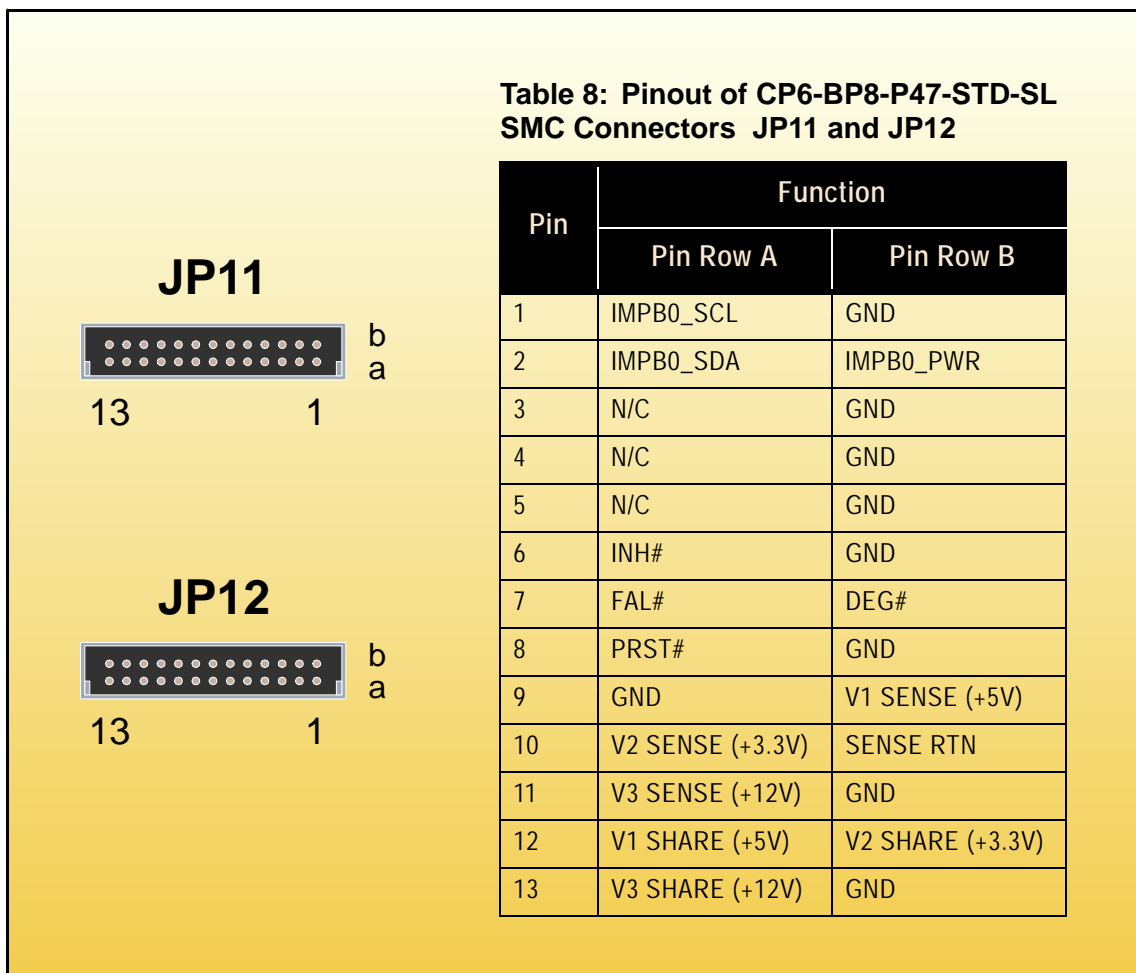 Table 8: Pinout of CP6-BP8-P47-STD-SL
SMC Connectors JP11 and JP12
Pin
Function
Pin Row A Pin Row B
1 IMPB0_SCL GND
2 IMPB0_SDA IMPB0_PWR
3 N/C GND
4 N/C GND
5 N/C GND
6 INH# GND
7 FAL# DEG#
8 PRST# GND
9 GND V1 SENSE (+5V)
10 V2 SENSE (+3.3V) SENSE RTN
11 V3 SENSE (+12V) GND
12 V1 SHARE (+5V) V2 SHARE (+3.3V)
13 V3 SHARE (+12V) GND
JP11
b
a
13 1
JP12
b
a
13 1